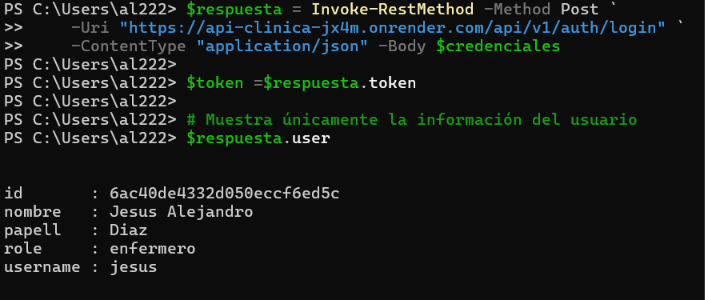 PS C:\Users\al222> $respuesta = Invoke-RestMethod -Method Post `
>>     -Uri "https://api-clinica-jx4m.onrender.com/api/v1/auth/login" `
>>     -ContentType "application/json" -Body $credenciales
PS C:\Users\al222>
PS C:\Users\al222> $token =$respuesta.token
PS C:\Users\al222>
PS C:\Users\al222> # Muestra únicamente la información del usuario
PS C:\Users\al222> $respuesta.user
id       : 6ac40de4332d050eccf6ed5c
nombre   : Jesus Alejandro
papell   : Diaz
role     : enfermero
username : jesus